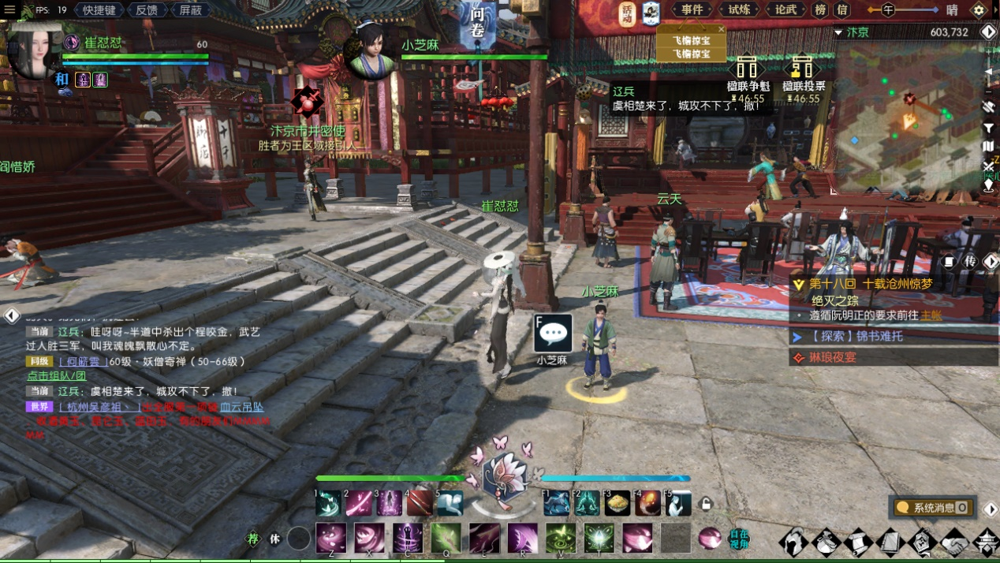 FPS: 19
快捷键
反馈
屏蔽
问卷
活动
事件
试炼
论武
榜
信
午
晴
崔怼怼
60
和
小芝麻
飞檐掠宝
飞檐掠宝
汴京
603,732
楹联争魁
46:55
楹联投票
46:55
辽兵
虞相楚来了，城攻不下了，撤！
汴京市井密使
胜者为王区域接引人
阎惜娇
崔怼怼
云天
小芝麻
F
小芝麻
传
第十八回 十载沧州惊梦
绝灭之踪
· 遵循阮明正的要求前往主帐
【探索】锦书难托
琳琅夜宴
当前 辽兵：哇呀呀~半道中杀出个程咬金，武艺
过人胜三军，叫我魂魄飘散心不定。
同级 [何蓟雲]60级·妖僧寄禅（50-66级）
点击组队/团
当前 辽兵：虞相楚来了，城攻不下了，撤！
世界 [杭州吴彦祖丶]
血云吊坠
1 2 3 4 5
F1 F2 F3 F4 F5
荐 休
Z X C Q E R V T
自在
视角
系统消息 0